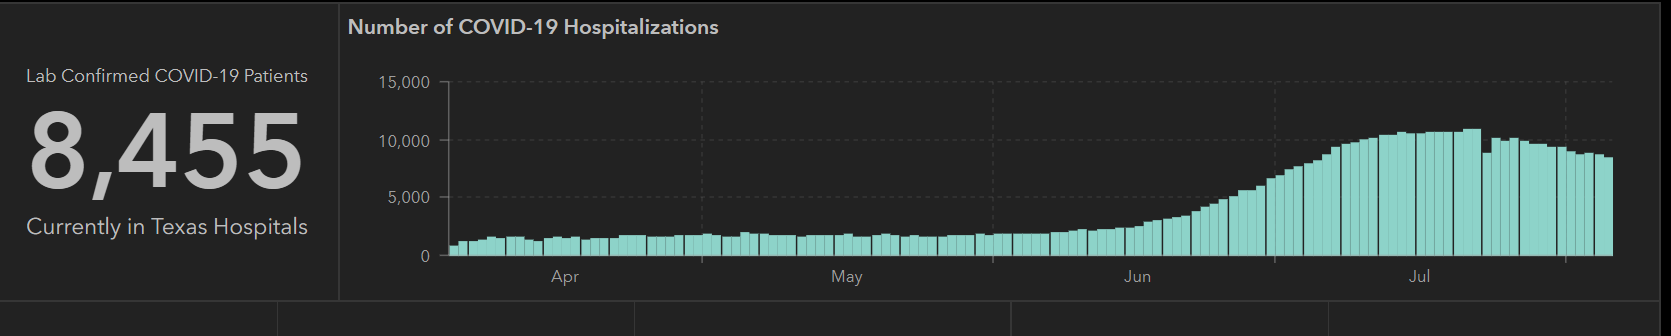 Lab Confirmed COVID-19 Patients
8,455
Currently in Texas Hospitals
Number of COVID-19 Hospitalizations
15,000
10,000
5,000
0
Apr May Jun Jul